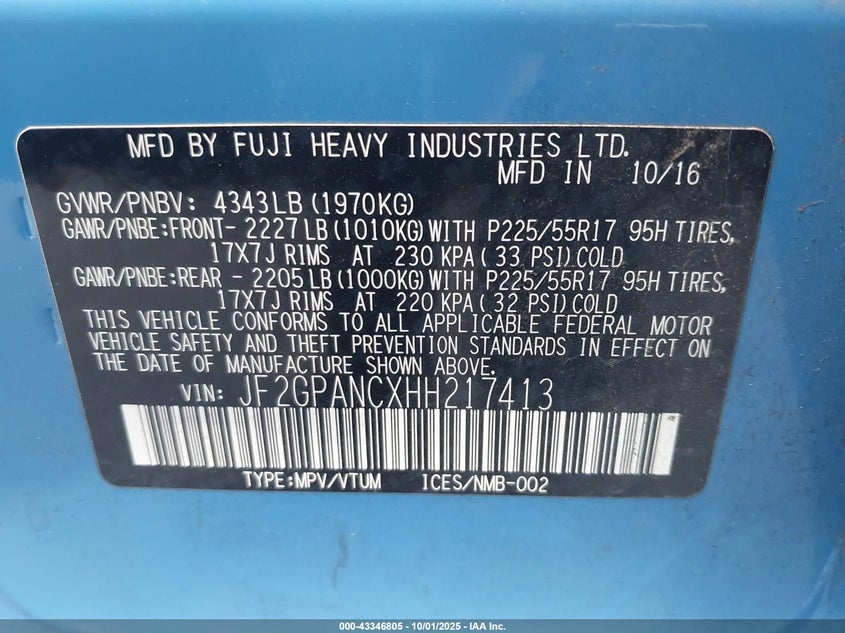 MFD BY FUJI HEAVY INDUSTRIES LTD.
MFD IN 10/16
GVWR/PNBV: 4343LB (1970KG)
GAWR/PNBE:FRONT- 2227LB (1010KG) WITH P225/55R17 95H TIRES,
17X7J RIMS AT 230 KPA ( 33 PSI) COLD
GAWR/PNBE:REAR - 2205LB (1000KG) WITH P225/55R17 95H TIRES,
17X7J RIMS AT 220 KPA ( 32 PSI) COLD
THIS VEHICLE CONFORMS TO ALL APPLICABLE FEDERAL MOTOR
VEHICLE SAFETY AND THEFT PREVENTION STANDARDS IN EFFECT ON
THE DATE OF MANUFACTURE SHOWN ABOVE.
VIN: JF2GPANCXHH217413
TYPE:MPV/VTUM ICES/NMB-002
000-43346805 - 10/01/2025 - IAA Inc.